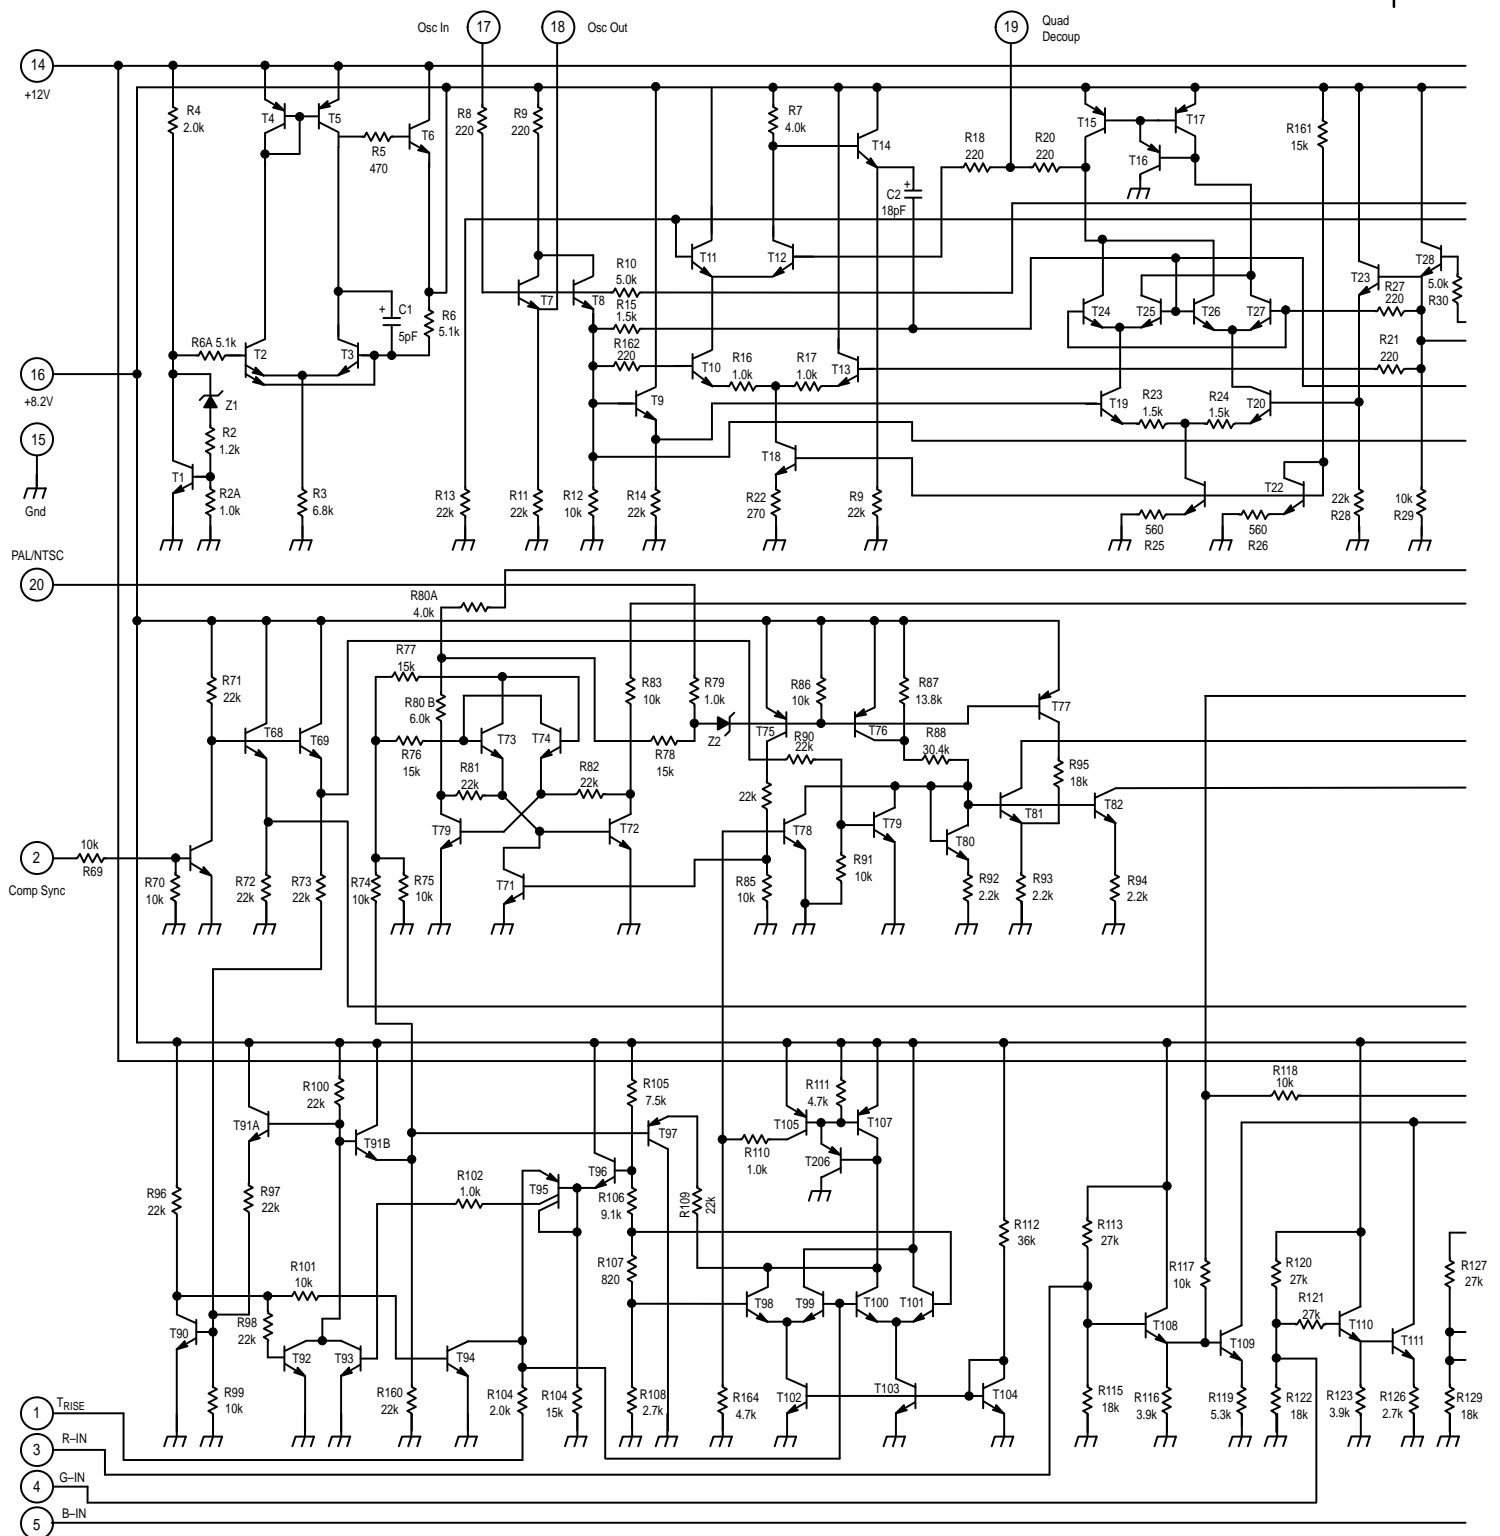 Osc In
17
18
Osc Out
19
Quad
Decoup
14
+12V
R4
2.0k
T4
T5
T6
R5
470
R8
220
R9
220
R7
4.0k
T14
R18
220
R20
220
T15
T17
T16
R161
15k
C2
+
18pF
T11
T12
T7
T8
R10
5.0k
R15
1.5k
R162
220
+
C1
5pF
R6
5.1k
R6A 5.1k
T2
T3
T10
R16
1.0k
R17
1.0k
T13
T24
T25
T26
T27
T23
T28
R27
220
5.0k
R30
R21
220
16
+8.2V
Z1
R2
1.2k
T9
T19
R23
1.5k
R24
1.5k
T20
15
Gnd
T1
R2A
1.0k
R3
6.8k
R13
22k
R11
22k
R12
10k
R14
22k
T18
R22
270
R9
22k
T22
560
R25
560
R26
22k
R28
10k
R29
PAL/NTSC
20
R80A
4.0k
R71
22k
T68
T69
R77
15k
R80 B
6.0k
R76
15k
T73
T74
R83
10k
R79
1.0k
R78
15k
Z2
R86
10k
T75
T76
R87
13.8k
R88
30.4k
R90
22k
T77
R95
18k
R81
22k
R82
22k
T79
T72
T71
22k
T78
T79
T80
T81
T82
2
10k
R69
Comp Sync
R70
10k
R72
22k
R73
22k
R74
10k
R75
10k
R85
10k
R91
10k
R92
2.2k
R93
2.2k
R94
2.2k
R100
22k
T91A
T91B
R105
7.5k
T97
R111
4.7k
T105
T107
R110
1.0k
T206
R118
10k
R96
22k
R97
22k
R102
1.0k
T95
T96
R106
9.1k
R109
22k
R112
36k
R113
27k
R117
10k
R120
27k
R121
27k
R127
27k
R101
10k
R107
820
T98
T99
T100
T101
T90
R98
22k
T92
T93
T94
T108
T109
T110
T111
R99
10k
R160
22k
R104
2.0k
R104
15k
R108
2.7k
R164
4.7k
T102
T103
T104
R115
18k
R116
3.9k
R119
5.3k
R122
18k
R123
3.9k
R126
2.7k
R129
18k
1
TRISE
3
R–IN
4
G–IN
5
B–IN